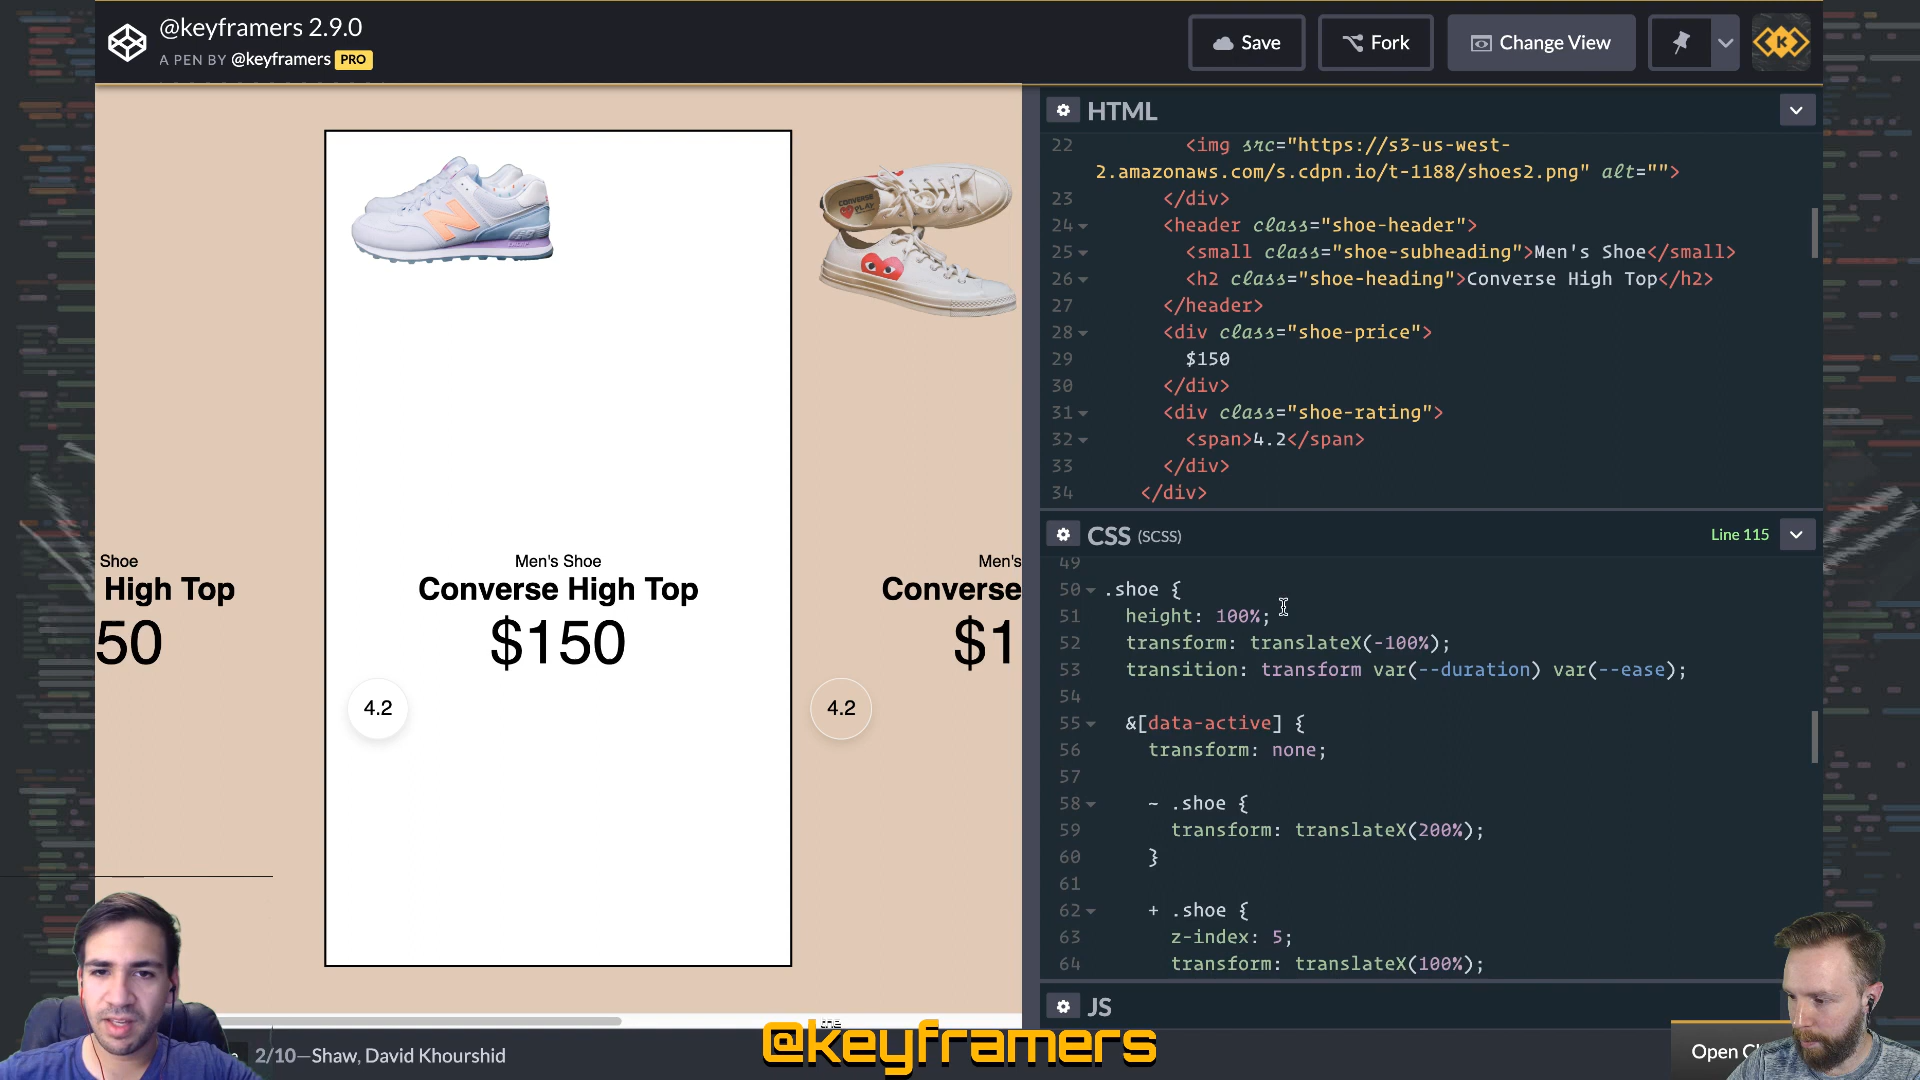 @keyframers 2.9.0
A PEN BY @keyframers PRO
Save
Fork
Change View
K
HTML
22 <img src="https://s3-us-west-
2.amazonaws.com/s.cdpn.io/t-1188/shoes2.png" alt="">
23 </div>
24 <header class="shoe-header">
25 <small class="shoe-subheading">Men's Shoe</small>
26 <h2 class="shoe-heading">Converse High Top</h2>
27 </header>
28 <div class="shoe-price">
29 $150
30 </div>
31 <div class="shoe-rating">
32 <span>4.2</span>
33 </div>
34 </div>
CSS (SCSS)
Line 115
49
50 .shoe {
51 height: 100%;
52 transform: translateX(-100%);
53 transition: transform var(--duration) var(--ease);
54
55 &[data-active] {
56 transform: none;
57
58 ~ .shoe {
59 transform: translateX(200%);
60 }
61
62 + .shoe {
63 z-index: 5;
64 transform: translateX(100%);
JS
CONVERSE
PLAY
N
Shoe
High Top
50
Men's Shoe
Converse High Top
$150
4.2
Men's
Converse
$1
4.2
2/10—Shaw, David Khourshid
@keyframers
Open